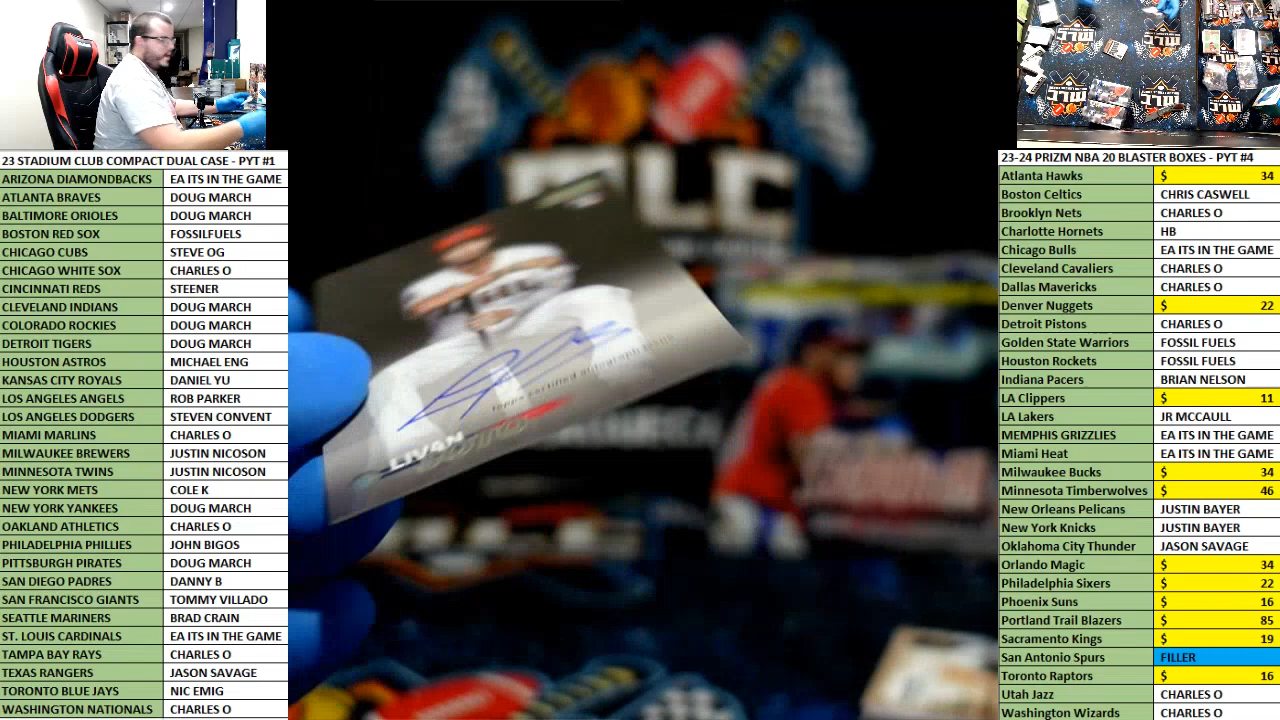 23 STADIUM CLUB COMPACT DUAL CASE - PYT #1
ARIZONA DIAMONDBACKS EA ITS IN THE GAME
ATLANTA BRAVES DOUG MARCH
BALTIMORE ORIOLES DOUG MARCH
BOSTON RED SOX FOSSILFUELS
CHICAGO CUBS STEVE OG
CHICAGO WHITE SOX CHARLES O
CINCINNATI REDS STEENER
CLEVELAND INDIANS DOUG MARCH
COLORADO ROCKIES DOUG MARCH
DETROIT TIGERS DOUG MARCH
HOUSTON ASTROS MICHAEL ENG
KANSAS CITY ROYALS DANIEL YU
LOS ANGELES ANGELS ROB PARKER
LOS ANGELES DODGERS STEVEN CONVENT
MIAMI MARLINS CHARLES O
MILWAUKEE BREWERS JUSTIN NICOSON
MINNESOTA TWINS JUSTIN NICOSON
NEW YORK METS COLE K
NEW YORK YANKEES DOUG MARCH
OAKLAND ATHLETICS CHARLES O
PHILADELPHIA PHILLIES JOHN BIGOS
PITTSBURGH PIRATES DOUG MARCH
SAN DIEGO PADRES DANNY B
SAN FRANCISCO GIANTS TOMMY VILLADO
SEATTLE MARINERS BRAD CRAIN
ST. LOUIS CARDINALS EA ITS IN THE GAME
TAMPA BAY RAYS CHARLES O
TEXAS RANGERS JASON SAVAGE
TORONTO BLUE JAYS NIC EMIG
WASHINGTON NATIONALS CHARLES O
LC
topps certified autograph issue
LIVAN
23-24 PRIZM NBA 20 BLASTER BOXES - PYT #4
Atlanta Hawks $ 34
Boston Celtics CHRIS CASWELL
Brooklyn Nets CHARLES O
Charlotte Hornets HB
Chicago Bulls EA ITS IN THE GAME
Cleveland Cavaliers CHARLES O
Dallas Mavericks CHARLES O
Denver Nuggets $ 22
Detroit Pistons CHARLES O
Golden State Warriors FOSSIL FUELS
Houston Rockets FOSSIL FUELS
Indiana Pacers BRIAN NELSON
LA Clippers $ 11
LA Lakers JR MCCAULL
MEMPHIS GRIZZLIES EA ITS IN THE GAME
Miami Heat EA ITS IN THE GAME
Milwaukee Bucks $ 34
Minnesota Timberwolves $ 46
New Orleans Pelicans JUSTIN BAYER
New York Knicks JUSTIN BAYER
Oklahoma City Thunder JASON SAVAGE
Orlando Magic $ 34
Philadelphia Sixers $ 22
Phoenix Suns $ 16
Portland Trail Blazers $ 85
Sacramento Kings $ 19
San Antonio Spurs FILLER
Toronto Raptors $ 16
Utah Jazz CHARLES O
Washington Wizards CHARLES O